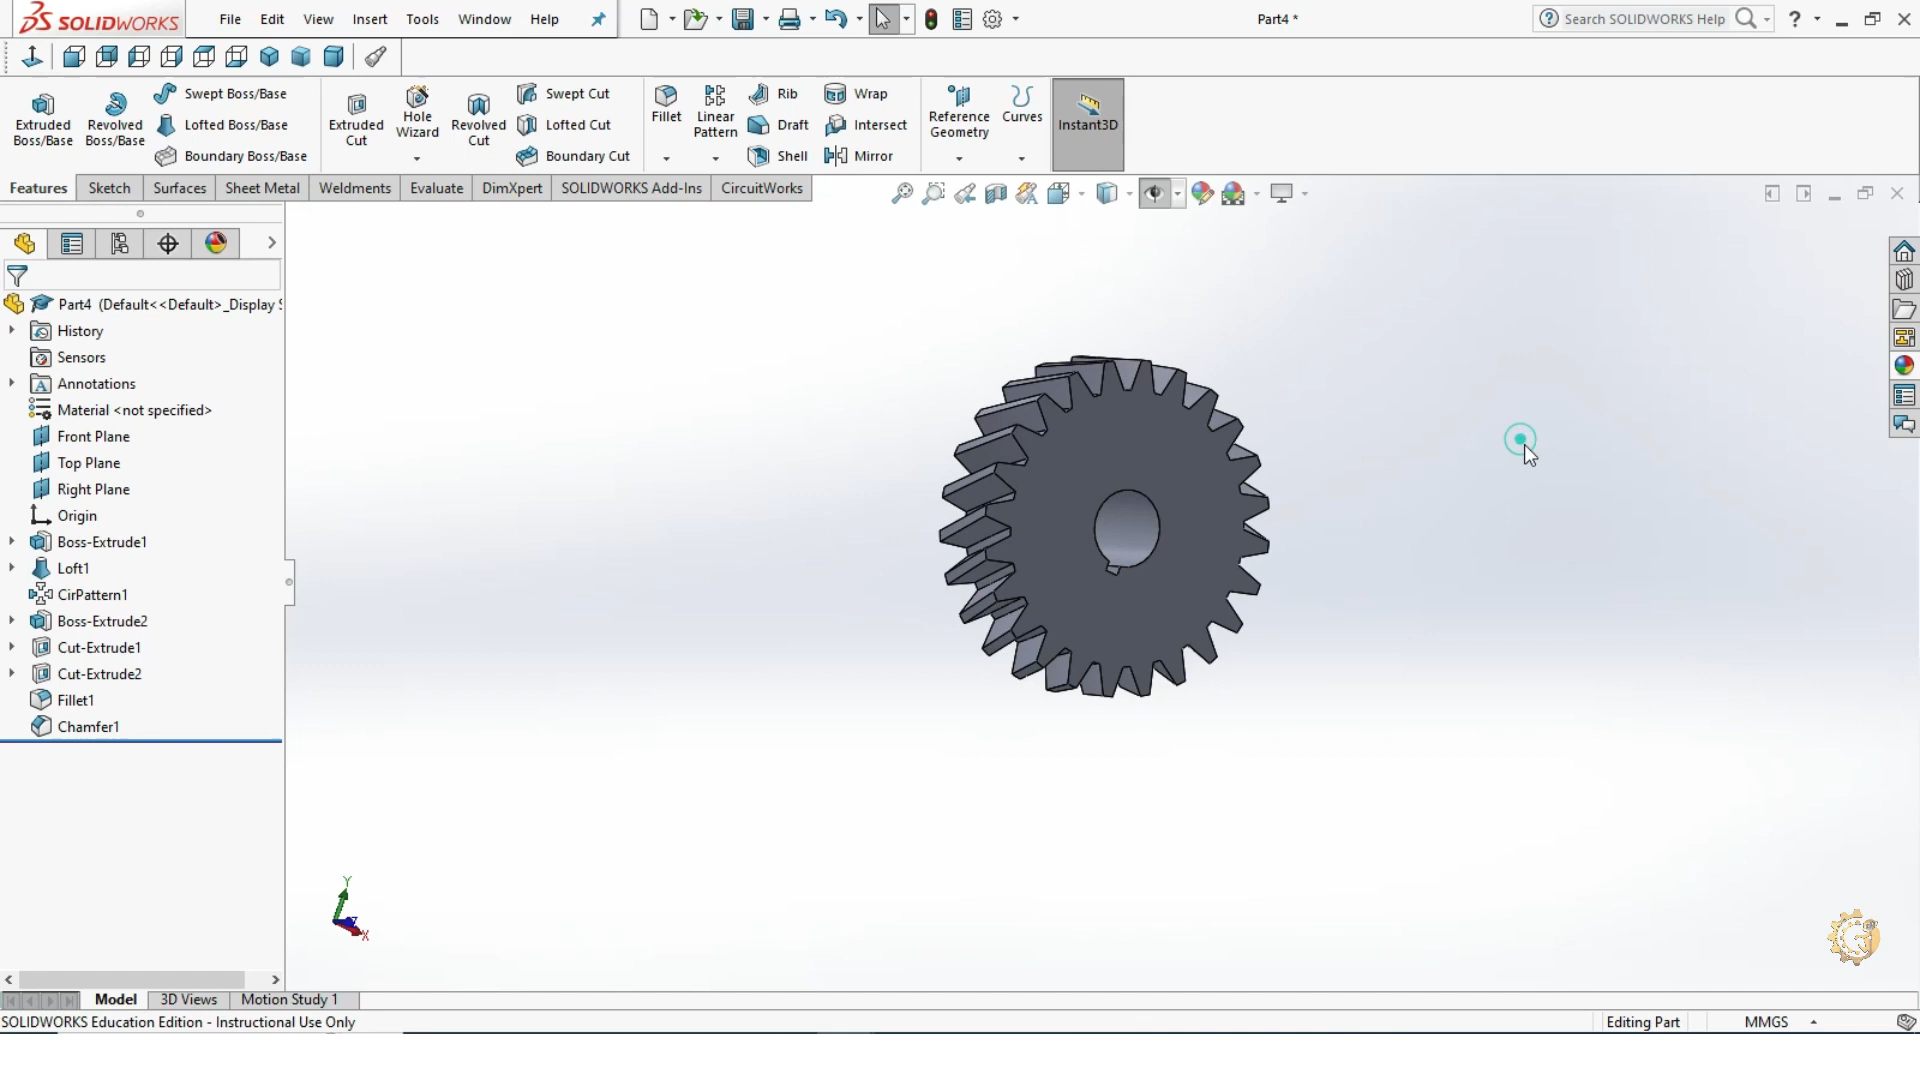 SOLIDWORKS File Edit View Insert Tools Window Help Part4 * Search SOLIDWORKS Help ?
Extruded Boss/Base
Revolved Boss/Base
Swept Boss/Base
Lofted Boss/Base
Boundary Boss/Base
Extruded Cut
Hole Wizard
Revolved Cut
Swept Cut
Lofted Cut
Boundary Cut
Fillet
Linear Pattern
Rib
Draft
Shell
Wrap
Intersect
Mirror
Reference Geometry
Curves
Instant3D
Features Sketch Surfaces Sheet Metal Weldments Evaluate DimXpert SOLIDWORKS Add-Ins CircuitWorks
Part4 (Default<<Default>_Display S
History
Sensors
Annotations
Material <not specified>
Front Plane
Top Plane
Right Plane
Origin
Boss-Extrude1
Loft1
CirPattern1
Boss-Extrude2
Cut-Extrude1
Cut-Extrude2
Fillet1
Chamfer1
Y
Z
X
Model 3D Views Motion Study 1
SOLIDWORKS Education Edition - Instructional Use Only Editing Part MMGS